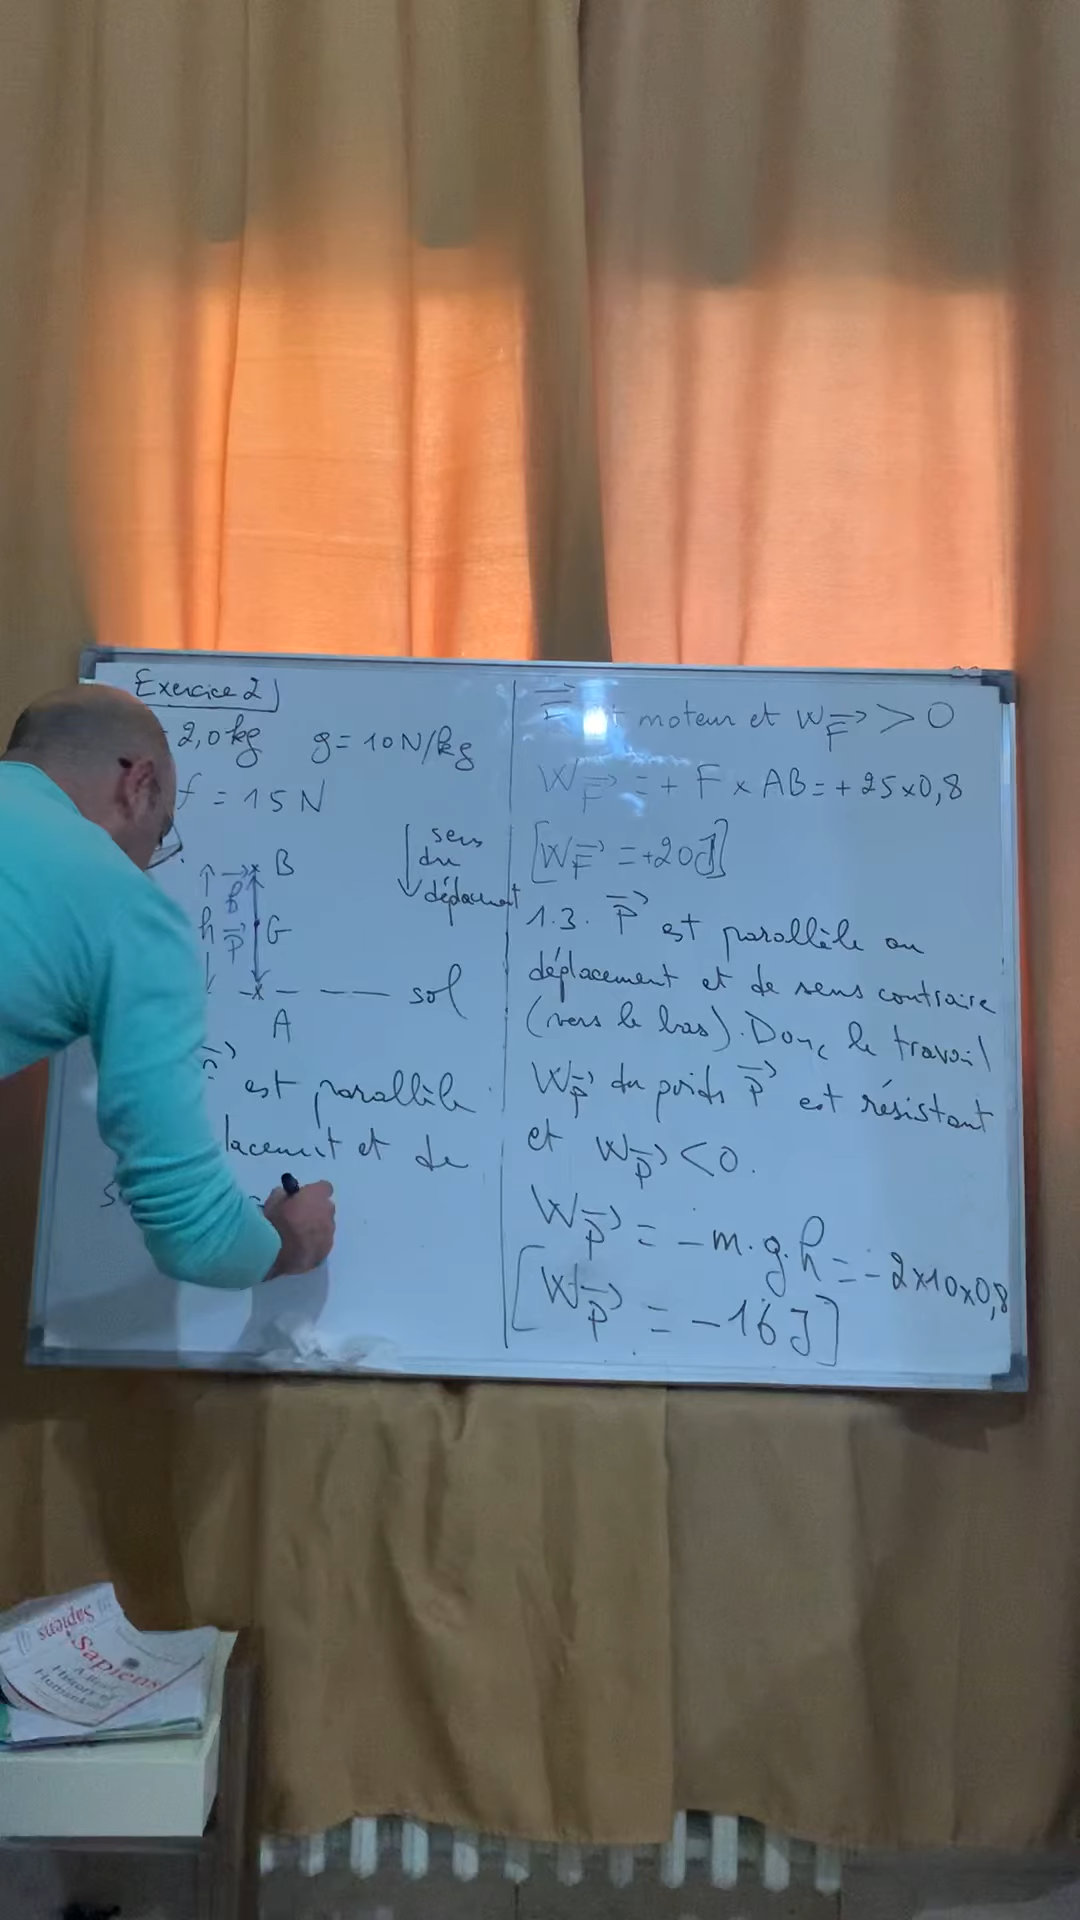 Exercice 2
2,0 kg g = 10 N/kg
f = 15 N
sens
du
déplacement
B
f
h P G
sol
A
est parallèle
lacement et de
s
F moteur et W F > 0
W F = + F x AB = + 25 x 0,8
[W F = +20J]
1.3. P est parallèle au
déplacement et de sens contraire
(vers le bas). Donc le travail
W P du poids P est résistant
et W P < 0.
W P = - m.g.h = - 2x10x0,8
[W P = -16 J]
Sapiens
Sapiens
A Brief
History of
Humankind